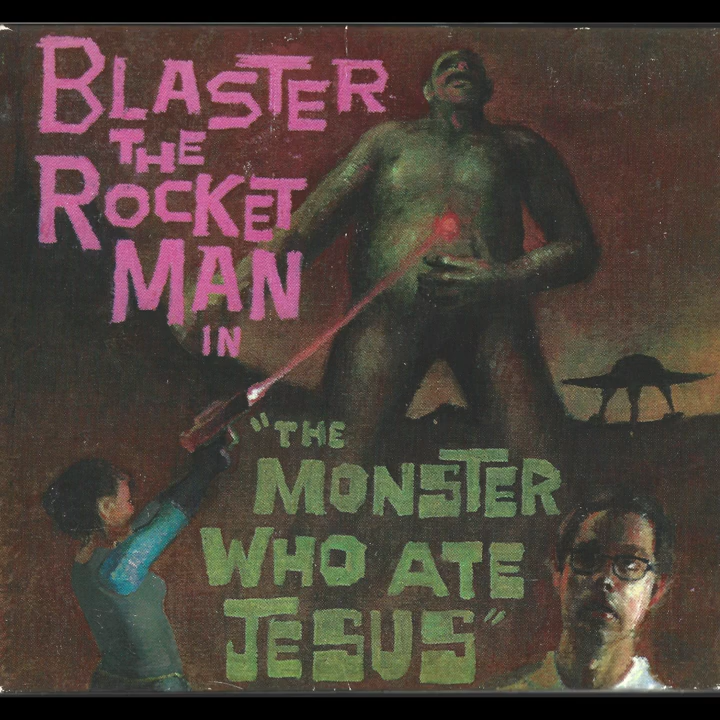 BLASTER
THE
ROCKET
MAN
IN
"THE
MONSTER
WHO ATE
JESUS"